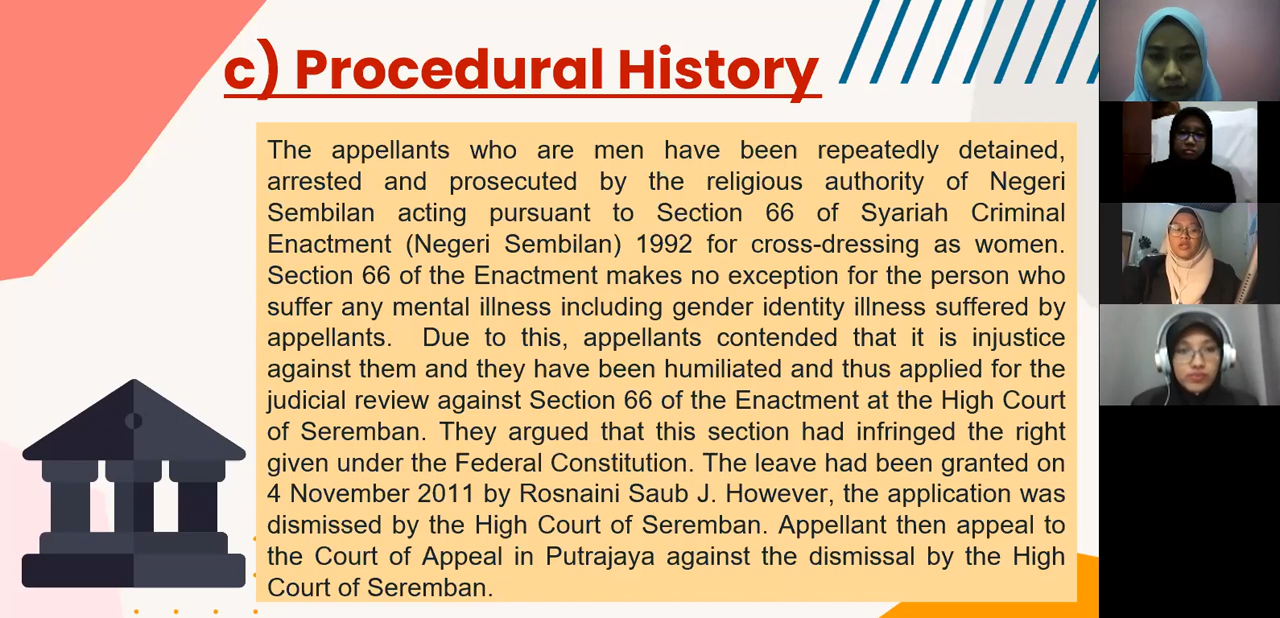 c) Procedural History
The appellants who are men have been repeatedly detained,
arrested and prosecuted by the religious authority of Negeri
Sembilan acting pursuant to Section 66 of Syariah Criminal
Enactment (Negeri Sembilan) 1992 for cross-dressing as women.
Section 66 of the Enactment makes no exception for the person who
suffer any mental illness including gender identity illness suffered by
appellants. Due to this, appellants contended that it is injustice
against them and they have been humiliated and thus applied for the
judicial review against Section 66 of the Enactment at the High Court
of Seremban. They argued that this section had infringed the right
given under the Federal Constitution. The leave had been granted on
4 November 2011 by Rosnaini Saub J. However, the application was
dismissed by the High Court of Seremban. Appellant then appeal to
the Court of Appeal in Putrajaya against the dismissal by the High
Court of Seremban.